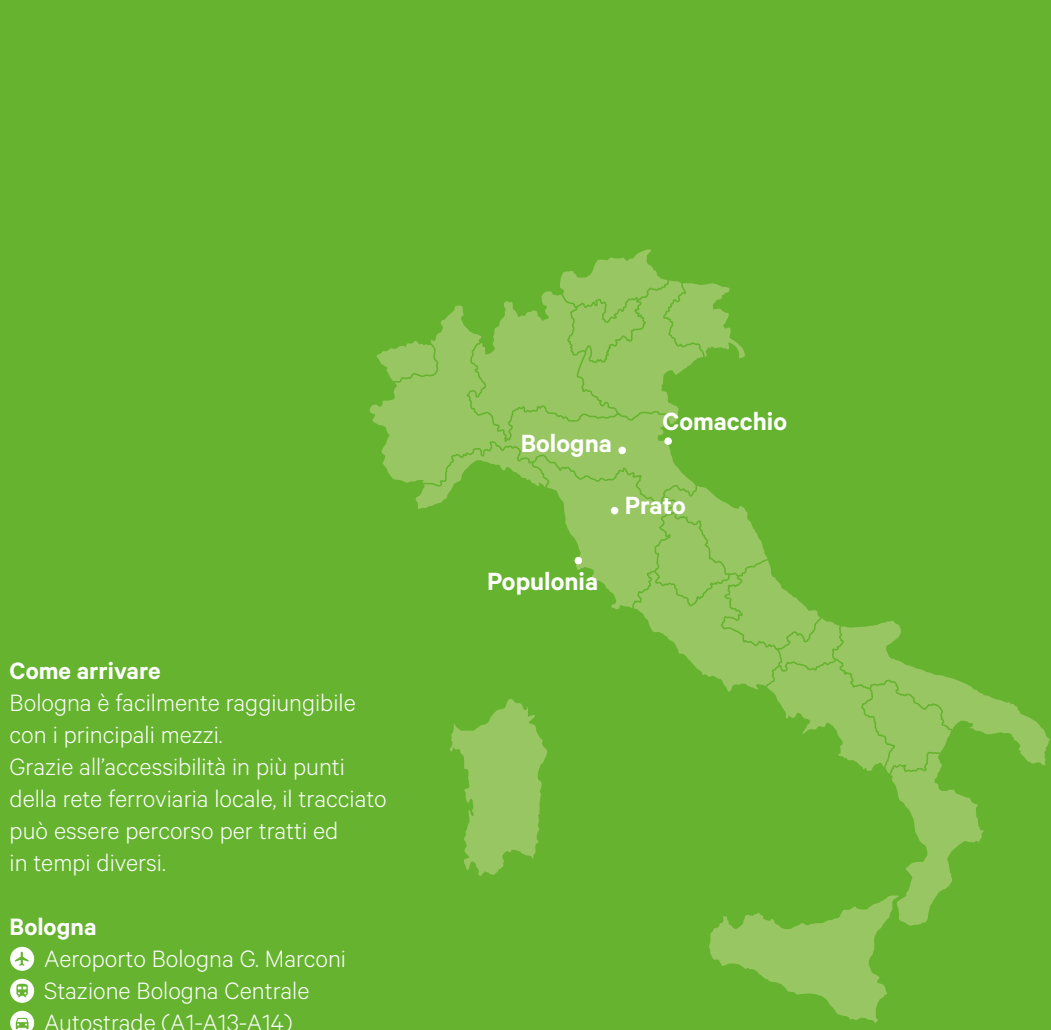 Comacchio
Bologna
Prato
Populonia
Come arrivare
Bologna è facilmente raggiungibile
con i principali mezzi.
Grazie all'accessibilità in più punti
della rete ferroviaria locale, il tracciato
può essere percorso per tratti ed
in tempi diversi.
Bologna
Aeroporto Bologna G. Marconi
Stazione Bologna Centrale
Autostrade (A1-A13-A14)